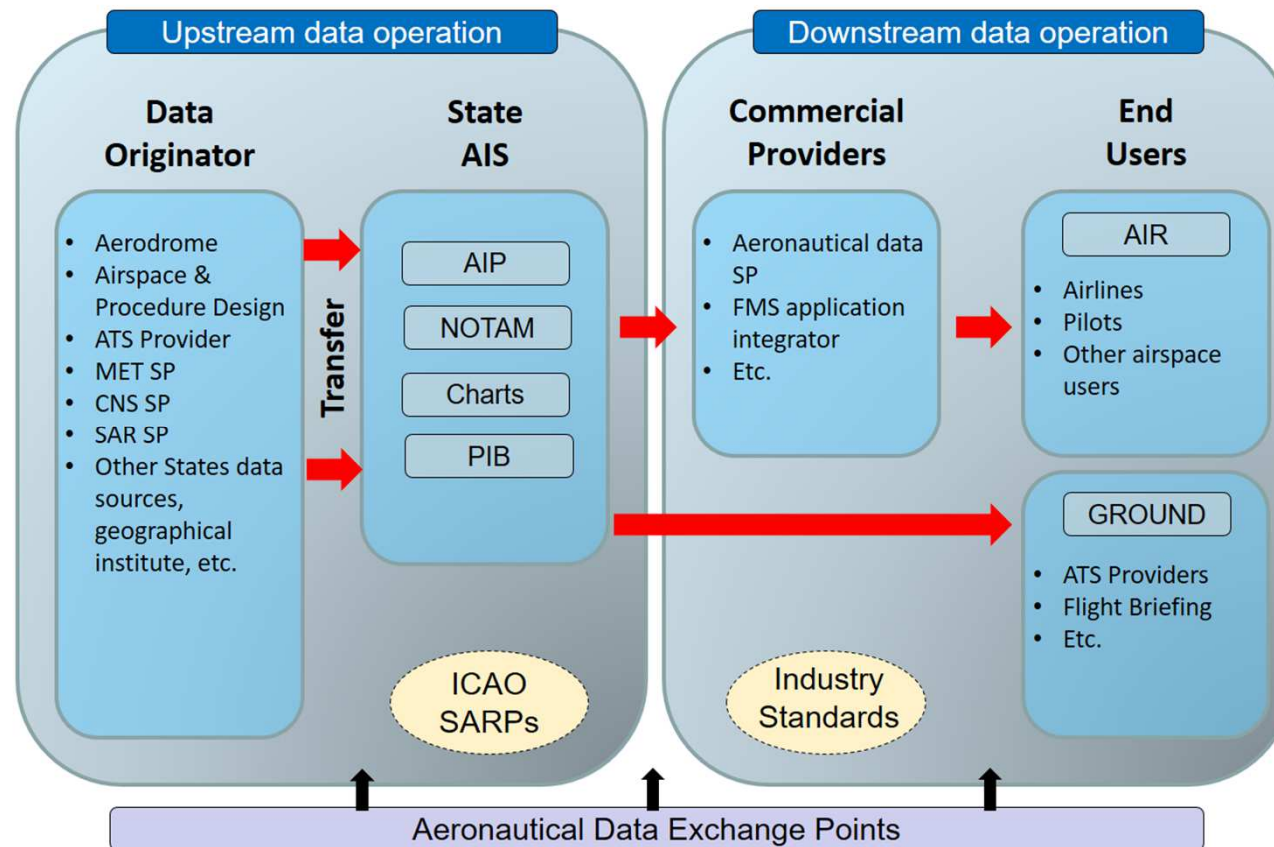 Upstream data operation
Data
Originator
• Aerodrome
• Airspace &
Procedure Design
• ATS Provider
• MET SP
• CNS SP
• SAR SP
• Other States data
sources,
geographical
institute, etc.
Transfer
State
AIS
AIP
NOTAM
Charts
PIB
ICAO
SARPs
Downstream data operation
Commercial
Providers
• Aeronautical data
SP
• FMS application
integrator
• Etc.
Industry
Standards
End
Users
AIR
• Airlines
• Pilots
• Other airspace
users
GROUND
• ATS Providers
• Flight Briefing
• Etc.
Aeronautical Data Exchange Points